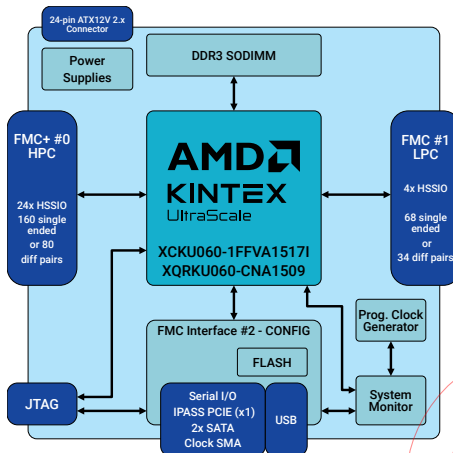 24-pin ATX12V 2.x
Connector
Power
Supplies
DDR3 SODIMM
FMC+ #0
HPC
24x HSSIO
160 single
ended
or 80
diff pairs
AMD
KINTEX
UltraScale
XCKU060-1FFVA1517I
XQRKU060-CNA1509
FMC #1
LPC
4x HSSIO
68 single
ended
or
34 diff pairs
FMC Interface #2 - CONFIG
FLASH
Prog. Clock
Generator
JTAG
Serial I/O
IPASS PCIE (x1)
2x SATA
Clock SMA
USB
System
Monitor